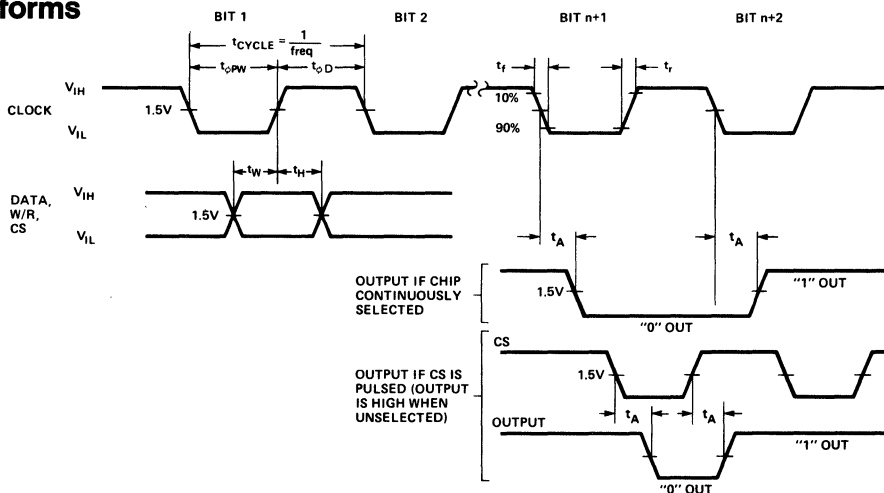 forms
BIT 1
BIT 2
BIT n+1
BIT n+2
tCYCLE = 1/freq
tϕPW
tϕD
tf
tr
CLOCK
VIH
1.5V
VIL
10%
90%
tW
tH
DATA,
W/R,
CS
VIH
1.5V
VIL
tA
tA
OUTPUT IF CHIP
CONTINUOUSLY
SELECTED
1.5V
"1" OUT
"0" OUT
CS
OUTPUT IF CS IS
PULSED (OUTPUT
IS HIGH WHEN
UNSELECTED)
1.5V
tA
tA
OUTPUT
"1" OUT
"0" OUT